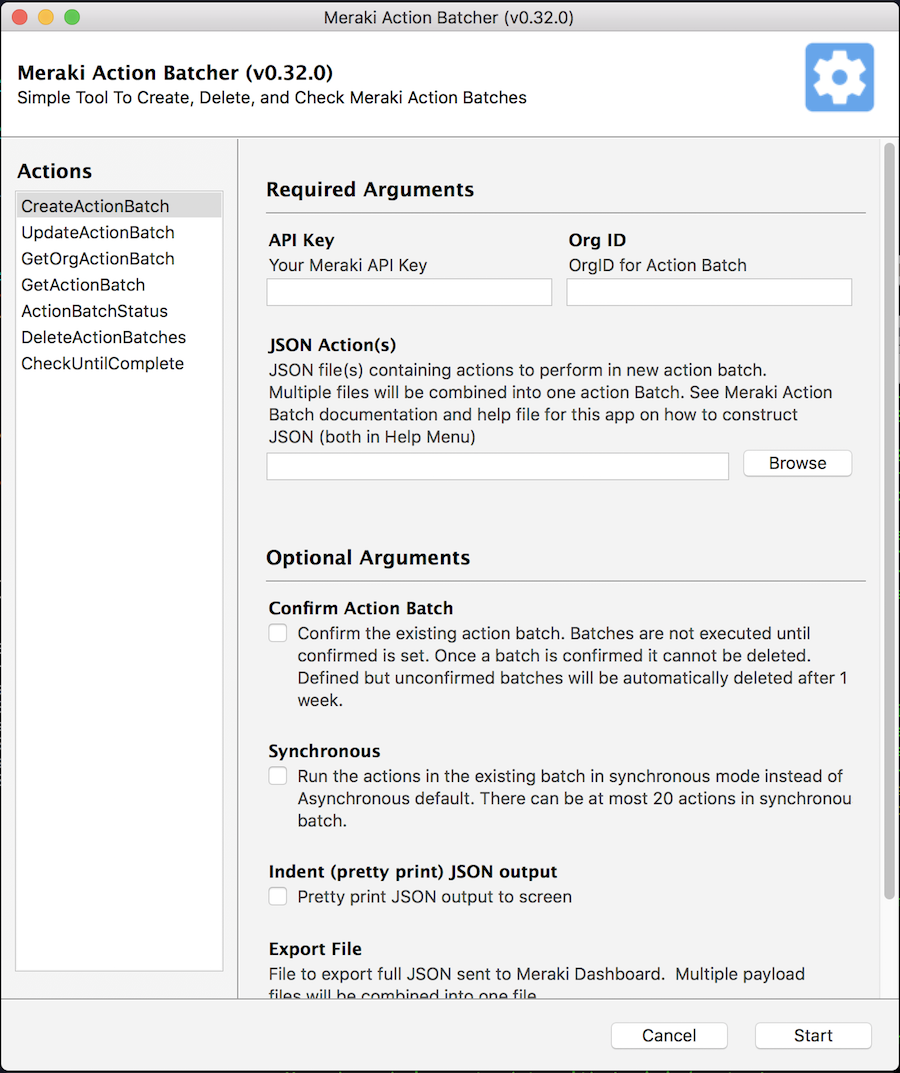 Meraki Action Batcher (v0.32.0)
Meraki Action Batcher (v0.32.0)
Simple Tool To Create, Delete, and Check Meraki Action Batches
Actions
CreateActionBatch
UpdateActionBatch
GetOrgActionBatch
GetActionBatch
ActionBatchStatus
DeleteActionBatches
CheckUntilComplete
Required Arguments
API Key
Your Meraki API Key
Org ID
OrgID for Action Batch
JSON Action(s)
JSON file(s) containing actions to perform in new action batch.
Multiple files will be combined into one action Batch. See Meraki Action
Batch documentation and help file for this app on how to construct
JSON (both in Help Menu)
Browse
Optional Arguments
Confirm Action Batch
Confirm the existing action batch. Batches are not executed until
confirmed is set. Once a batch is confirmed it cannot be deleted.
Defined but unconfirmed batches will be automatically deleted after 1
week.
Synchronous
Run the actions in the existing batch in synchronous mode instead of
Asynchronous default. There can be at most 20 actions in synchronou
batch.
Indent (pretty print) JSON output
Pretty print JSON output to screen
Export File
File to export full JSON sent to Meraki Dashboard.  Multiple payload
files will be combined into one file
Cancel
Start